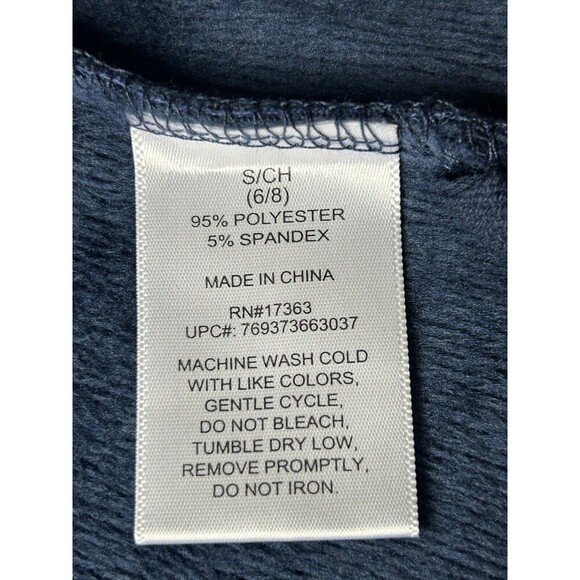 S/CH
(6/8)
95% POLYESTER
5% SPANDEX
MADE IN CHINA
RN#17363
UPC#: 769373663037
MACHINE WASH COLD
WITH LIKE COLORS,
GENTLE CYCLE,
DO NOT BLEACH,
TUMBLE DRY LOW,
REMOVE PROMPTLY,
DO NOT IRON.